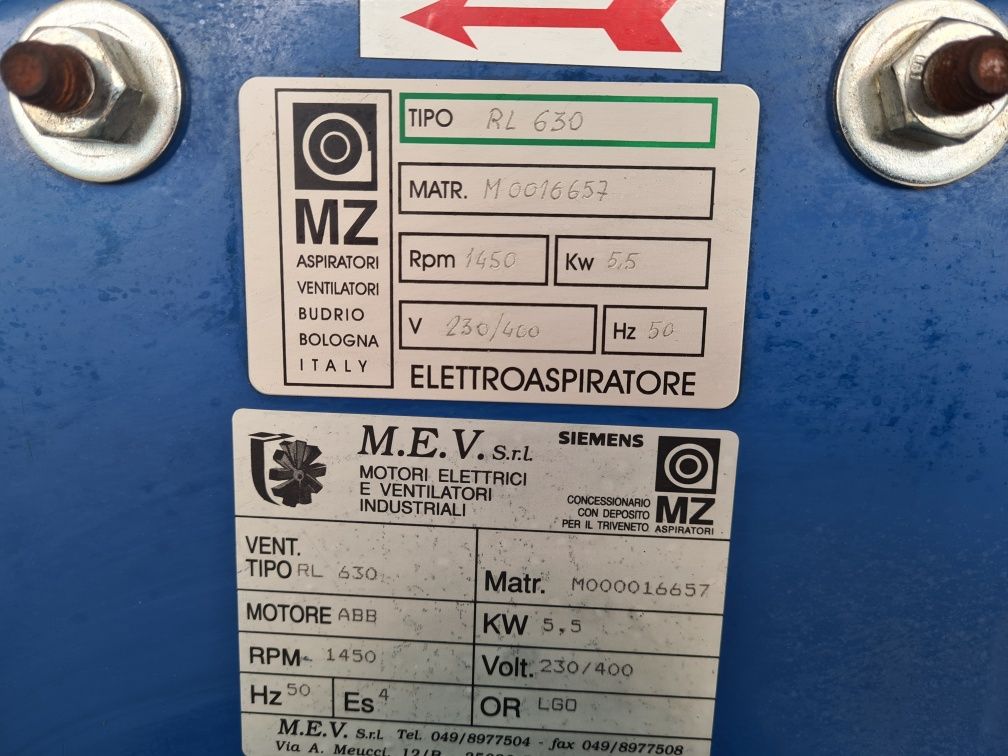 TIPO RL 630
MATR. M0016657
MZ
ASPIRATORI
VENTILATORI
BUDRIO
BOLOGNA
ITALY
Rpm 1450 Kw 5,5
V 230/400 Hz 50
ELETTROASPIRATORE
M.E.V. S.r.l.
MOTORI ELETTRICI
E VENTILATORI
INDUSTRIALI
SIEMENS
CONCESSIONARIO
CON DEPOSITO
PER IL TRIVENETO
MZ
ASPIRATORI
VENT.
TIPO RL 630
Matr. M000016657
MOTORE ABB
KW 5,5
RPM 1450
Volt. 230/400
Hz 50 Es 4
OR LG0
M.E.V. S.r.l. Tel. 049/8977504 - fax 049/8977508
Via A. Meucci, 12/B